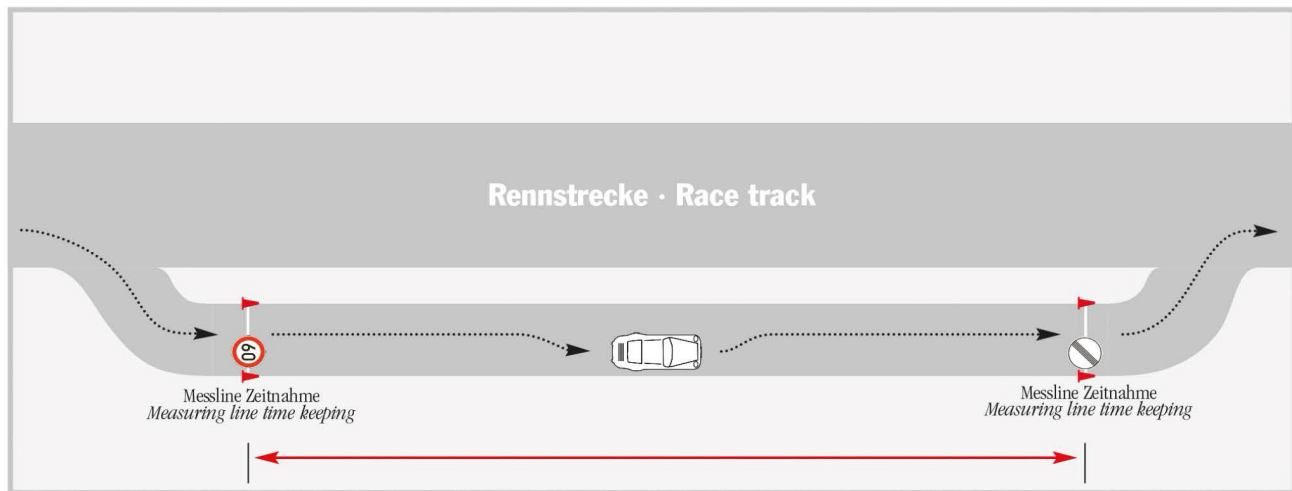 Rennstrecke · Race track
60
Messline Zeitnahme
Measuring line time keeping
Messline Zeitnahme
Measuring line time keeping